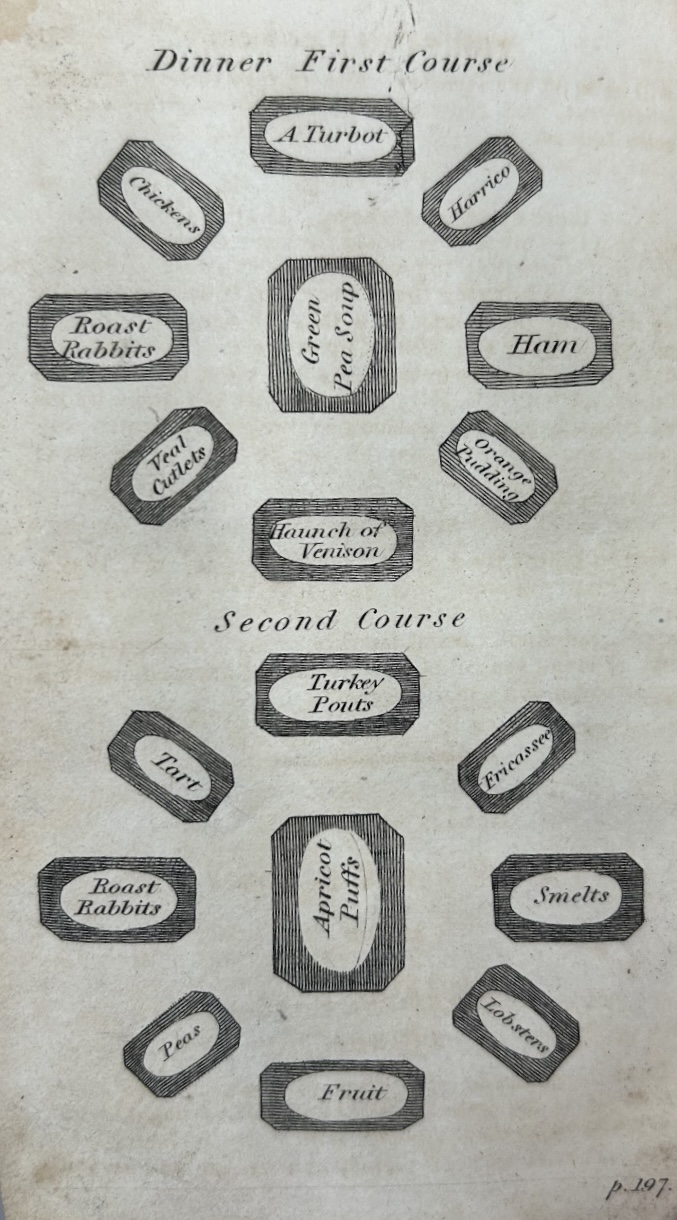 Dinner First Course
A Turbot
Chickens
Harrico
Green
Pea Soup
Roast
Rabbits
Ham
Veal
Cutlets
Orange
Pudding
Haunch of
Venison
Second Course
Turkey
Pouts
Tart
Fricassee
Apricot
Puffs
Roast
Rabbits
Smelts
Peas
Lobsters
Fruit
p.197.